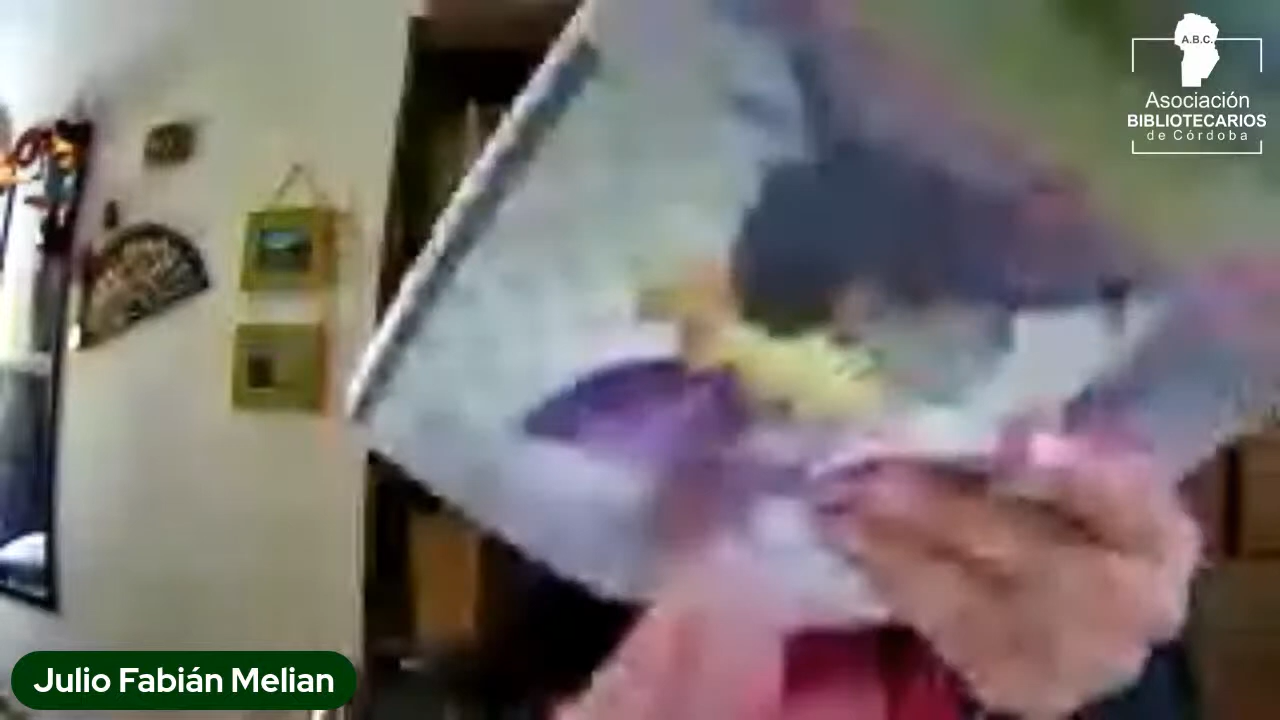 A.B.C.
Asociación
BIBLIOTECARIOS
de Córdoba
Julio Fabián Melian